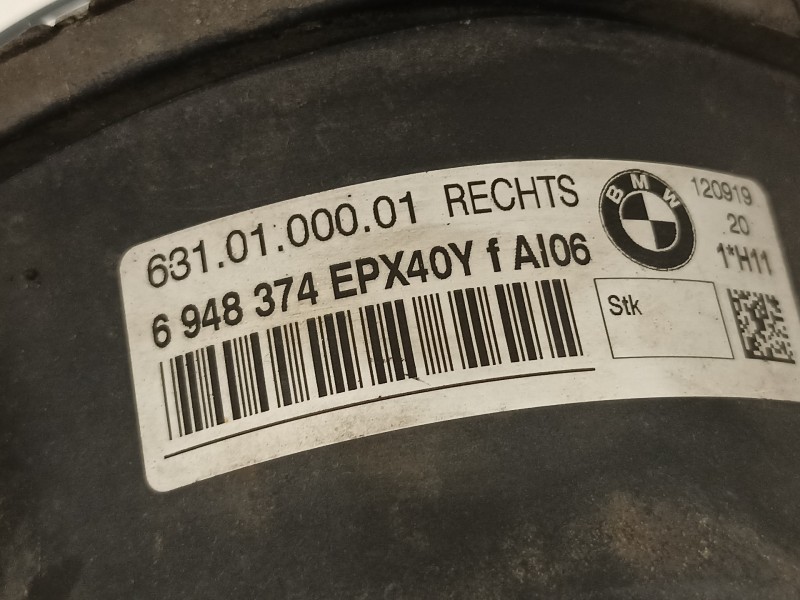 631.01.000.01 RECHTS
6 948 374 EPX40Y f AI06
BMW
120919
20
1*H11
Stk